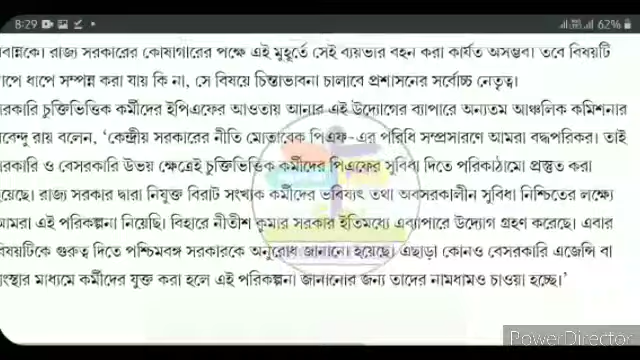 8:29
62%
বান্নকে। রাজ্য সরকারের কোষাগারের পক্ষে এই মুহূর্তে সেই ব্যয়ভার বহন করা কার্যত অসম্ভব। তবে বিষয়টি
াপে ধাপে সম্পন্ন করা যায় কি না, সে বিষয়ে চিন্তাভাবনা চালাবে প্রশাসনের সর্বোচ্চ নেতৃত্ব।
রকারি চুক্তিভিত্তিক কর্মীদের ইপিএফের আওতায় আনার এই উদ্যোগের ব্যাপারে অন্যতম আঞ্চলিক কমিশনার
বেন্দু রায় বলেন, ‘কেন্দ্রীয় সরকারের নীতি মোতাবেক পিএফ-এর পরিধি সম্প্রসারণে আমরা বদ্ধপরিকর। তাই
রকারি ও বেসরকারি উভয় ক্ষেত্রেই চুক্তিভিত্তিক কর্মীদের পিএফের সুবিধা দিতে পরিকাঠামো প্রস্তুত করা
য়েছে। রাজ্য সরকার দ্বারা নিযুক্ত বিরাট সংখ্যক কর্মীদের ভবিষ্যৎ তথা অবসরকালীন সুবিধা নিশ্চিতের লক্ষ্যে
আমরা এই পরিকল্পনা নিয়েছি। বিহারে নীতীশ কুমার সরকার ইতিমধ্যে এব্যাপারে উদ্যোগ গ্রহণ করেছে। এবার
বিষয়টিকে গুরুত্ব দিতে পশ্চিমবঙ্গ সরকারকে অনুরোধ জানানো হয়েছে। এছাড়া কোনও বেসরকারি এজেন্সি বা
ংস্থার মাধ্যমে কর্মীদের যুক্ত করা হলে এই পরিকল্পনা জানানোর জন্য তাদের নামধামও চাওয়া হচ্ছে।’
PowerDirector